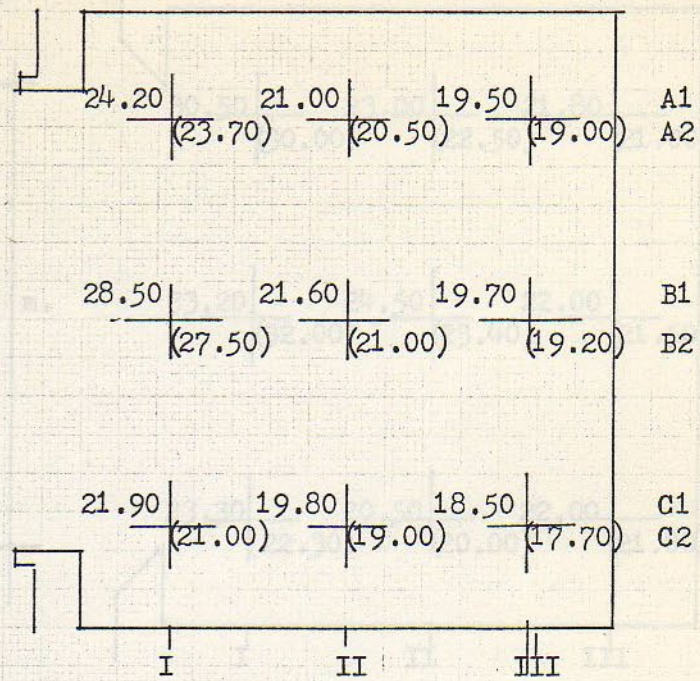 24.20 21.00 19.50 A1
(23.70) (20.50) (19.00) A2
28.50 21.60 19.70 B1
(27.50) (21.00) (19.20) B2
21.90 19.80 18.50 C1
(21.00) (19.00) (17.70) C2
I II III